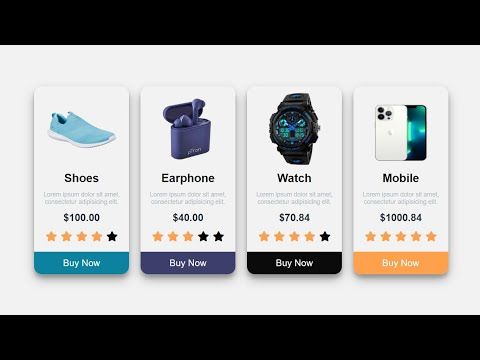 pTron
Shoes
Lorem ipsum dolor sit amet,
consectetur adipisicing elit.
$100.00
Buy Now
Earphone
Lorem ipsum dolor sit amet,
consectetur adipisicing elit.
$40.00
Buy Now
Watch
Lorem ipsum dolor sit amet,
consectetur adipisicing elit.
$70.84
Buy Now
Mobile
Lorem ipsum dolor sit amet,
consectetur adipisicing elit.
$1000.84
Buy Now